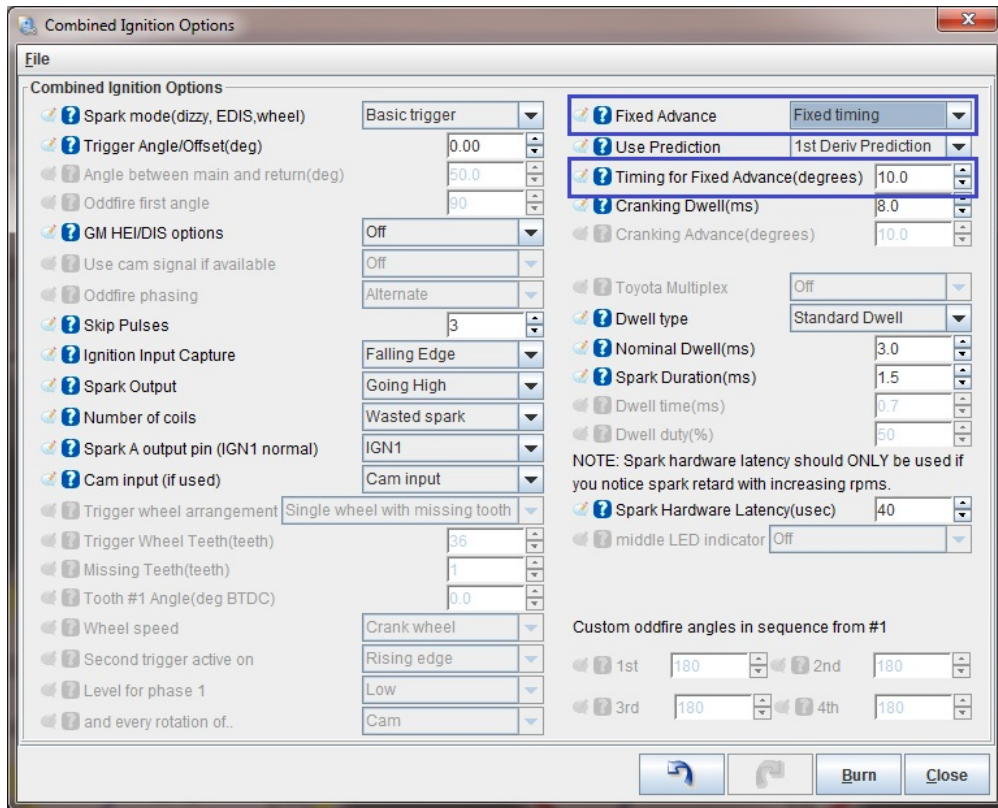 Combined Ignition Options
File
Combined Ignition Options
Spark mode(dizzy, EDIS,wheel) Basic trigger
Trigger Angle/Offset(deg) 0.00
Angle between main and return(deg) 50.0
Oddfire first angle 90
GM HEI/DIS options Off
Use cam signal if available Off
Oddfire phasing Alternate
Skip Pulses 3
Ignition Input Capture Falling Edge
Spark Output Going High
Number of coils Wasted spark
Spark A output pin (IGN1 normal) IGN1
Cam input (if used) Cam input
Trigger wheel arrangement Single wheel with missing tooth
Trigger Wheel Teeth(teeth) 36
Missing Teeth(teeth) 1
Tooth #1 Angle(deg BTDC) 0.0
Wheel speed Crank wheel
Second trigger active on Rising edge
Level for phase 1 Low
and every rotation of.. Cam
Fixed Advance Fixed timing
Use Prediction 1st Deriv Prediction
Timing for Fixed Advance(degrees) 10.0
Cranking Dwell(ms) 8.0
Cranking Advance(degrees) 10.0
Toyota Multiplex Off
Dwell type Standard Dwell
Nominal Dwell(ms) 3.0
Spark Duration(ms) 1.5
Dwell time(ms) 0.7
Dwell duty(%) 50
NOTE: Spark hardware latency should ONLY be used if
you notice spark retard with increasing rpms.
Spark Hardware Latency(usec) 40
middle LED indicator Off
Custom oddfire angles in sequence from #1
1st 180 2nd 180
3rd 180 4th 180
Burn Close